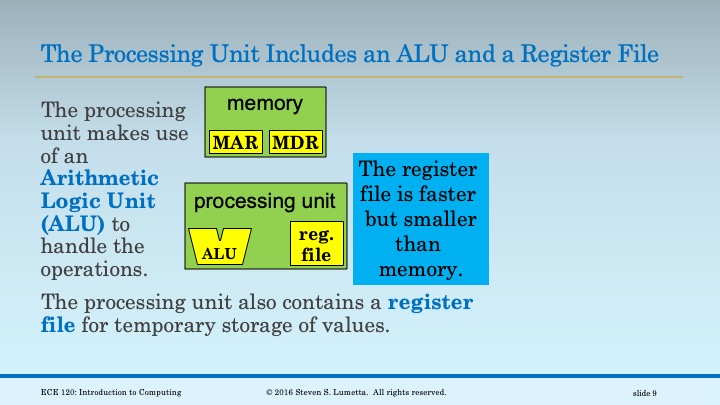 The Processing Unit Includes an ALU and a Register File
The processing
unit makes use
of an
Arithmetic
Logic Unit
(ALU) to
handle the
operations.
memory
MAR MDR
processing unit
ALU
reg.
file
The register
file is faster
but smaller
than
memory.
The processing unit also contains a register
file for temporary storage of values.
ECE 120: Introduction to Computing © 2016 Steven S. Lumetta. All rights reserved. slide 9